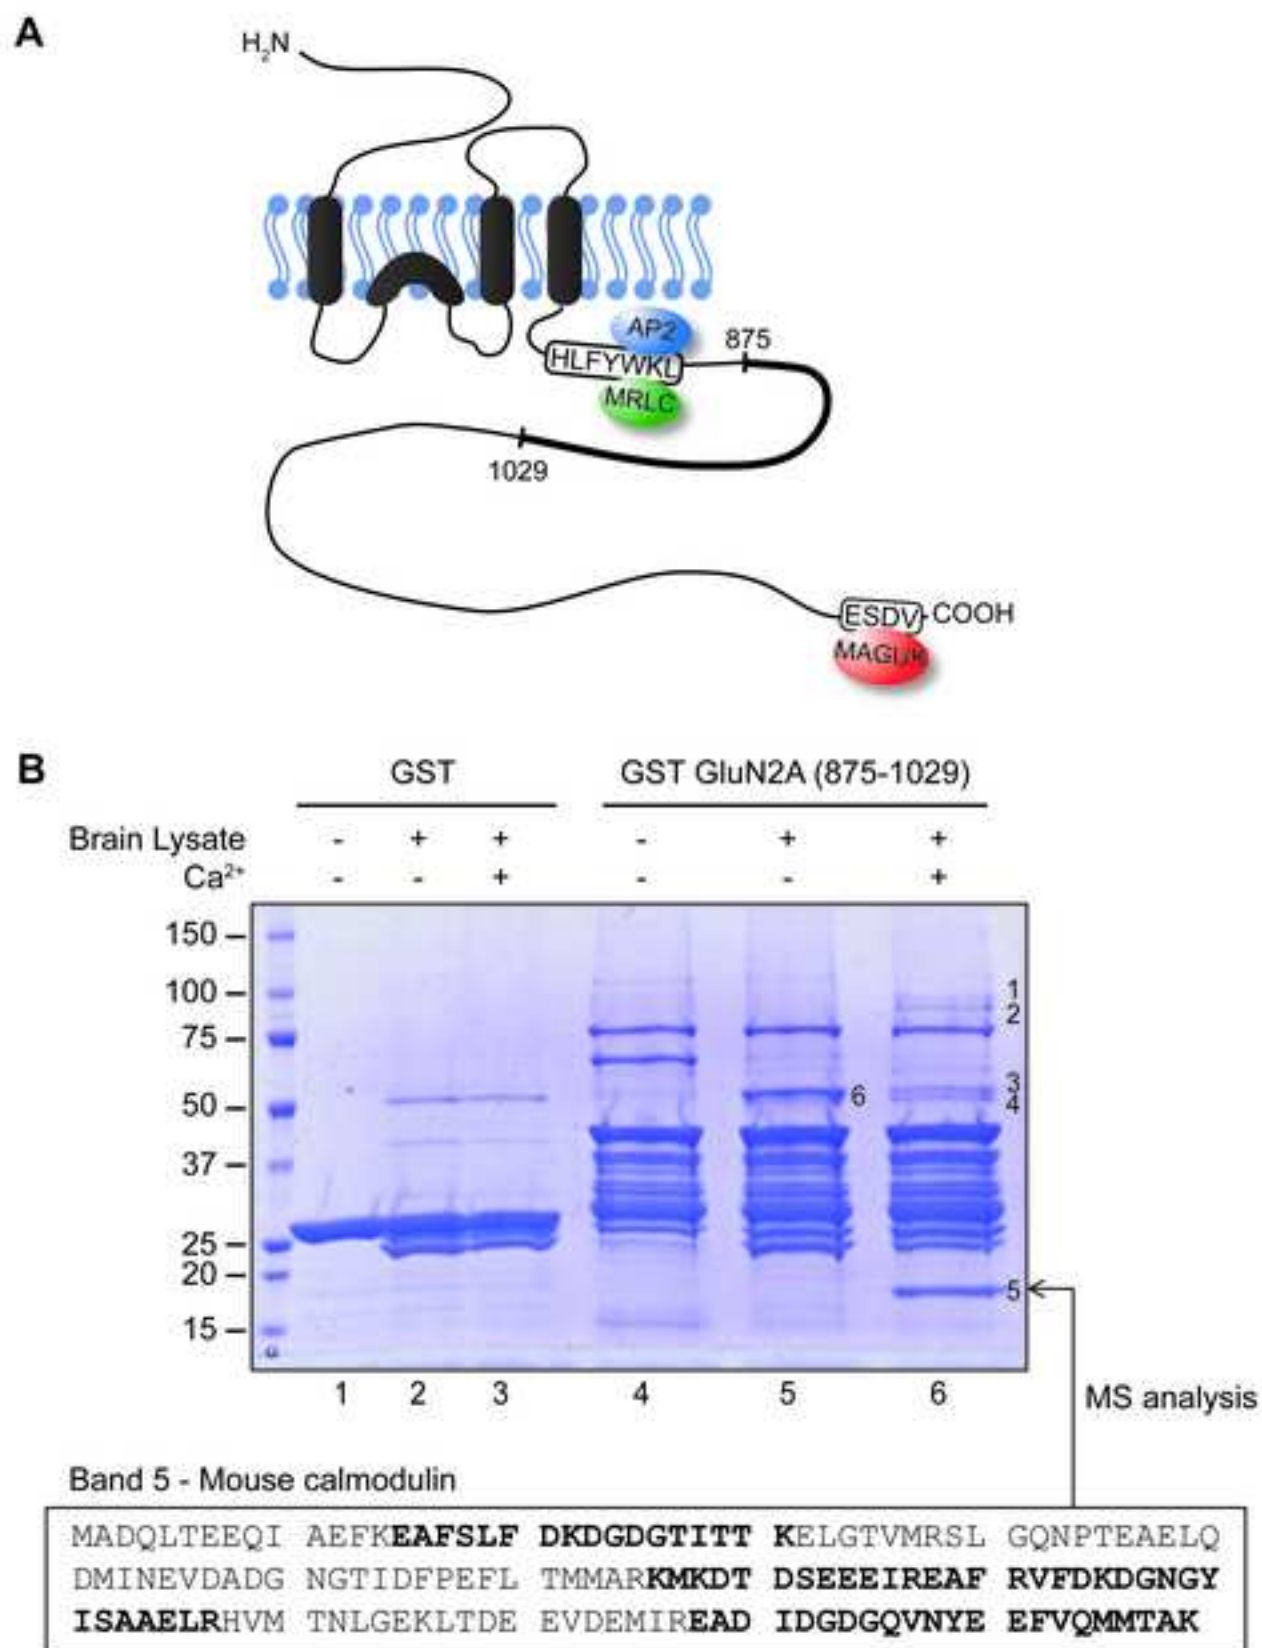 A
H₂N
AP2
875
HLFYWKL
MRLC
1029
ESDV COOH
MAGUK
B
GST GST GluN2A (875-1029)
Brain Lysate - + + - + +
Ca²⁺ - - + - - +
150
100
1
2
75
3
50
6
4
37
25
20
5
15
1 2 3 4 5 6
MS analysis
Band 5 - Mouse calmodulin
MADQLTEEQI AEFKEAFSLF DKDGDGTITT KELGTVMRSL GQNPTEAELQ
DMINEVDADG NGTIDFPEFL TMMARKMKDT DSEEEIREAF RVFDKDGNGY
ISAAELRHVM TNLGEKLTDE EVDEMIREAD IDGDGQVNYE EFVQMMTAK